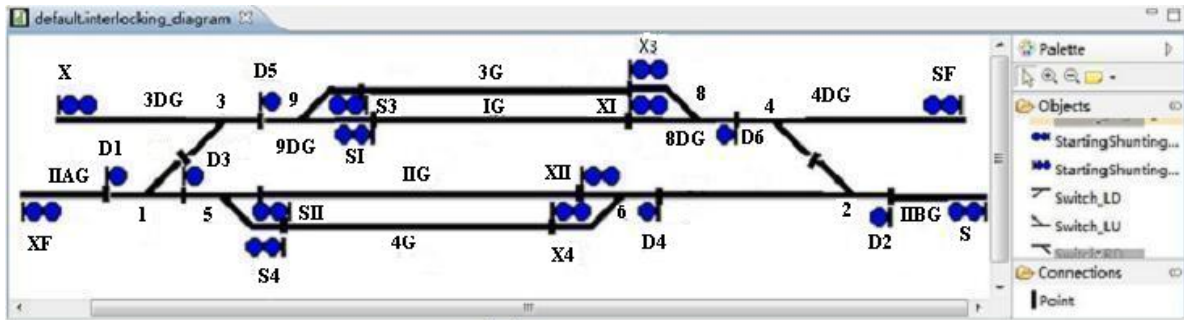 default.interlocking_diagram
X3
X
D5
3G
SF
3DG
3
9
S3
IG
XI
8
4
4DG
9DG
SI
8DG
D6
D1
D3
IIAG
IIG
XII
1
5
SII
6
2
IIBG
XF
S4
4G
X4
D4
D2
S
Palette
Objects
StartingShunting...
StartingShunting...
Switch_LD
Switch_LU
Connections
Point